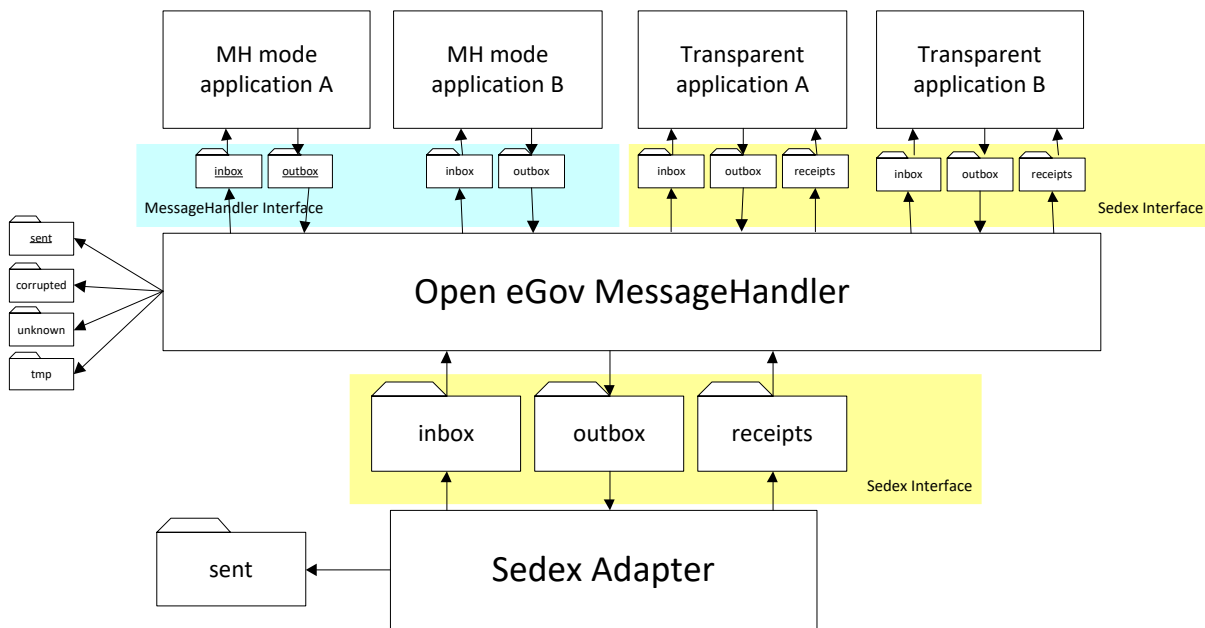 MH mode
application A
MH mode
application B
Transparent
application A
Transparent
application B
inbox
outbox
inbox
outbox
inbox
outbox
receipts
inbox
outbox
receipts
MessageHandler Interface
Sedex Interface
sent
corrupted
unknown
tmp
Open eGov MessageHandler
inbox
outbox
receipts
Sedex Interface
sent
Sedex Adapter